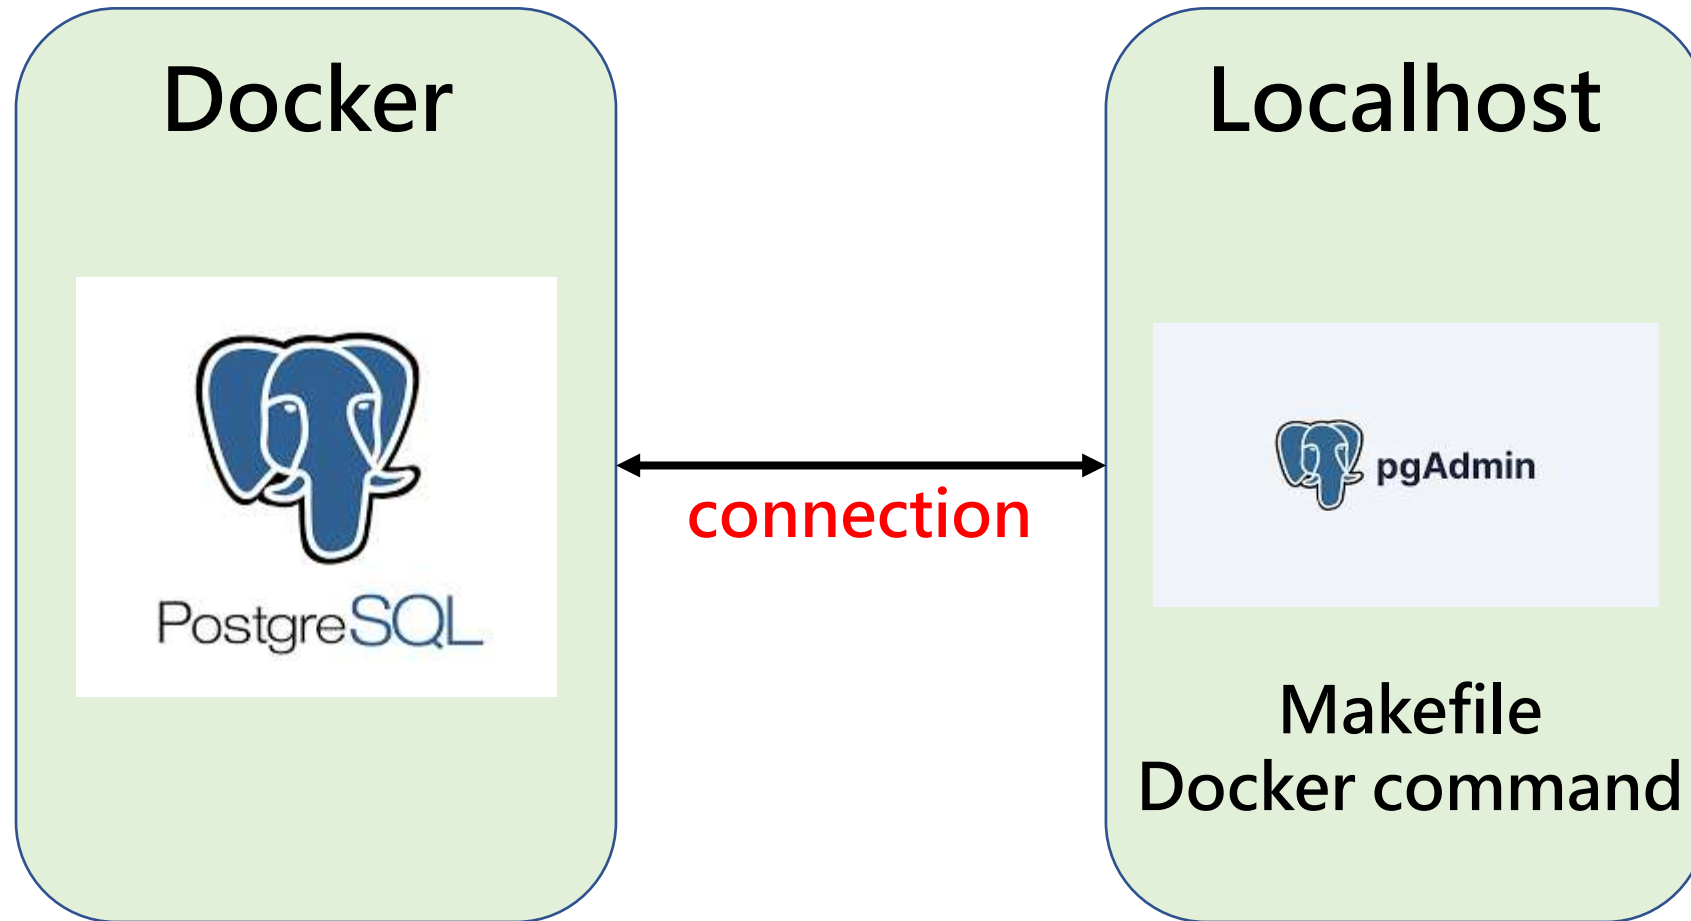 Docker
PostgreSQL
connection
Localhost
pgAdmin
Makefile
Docker command